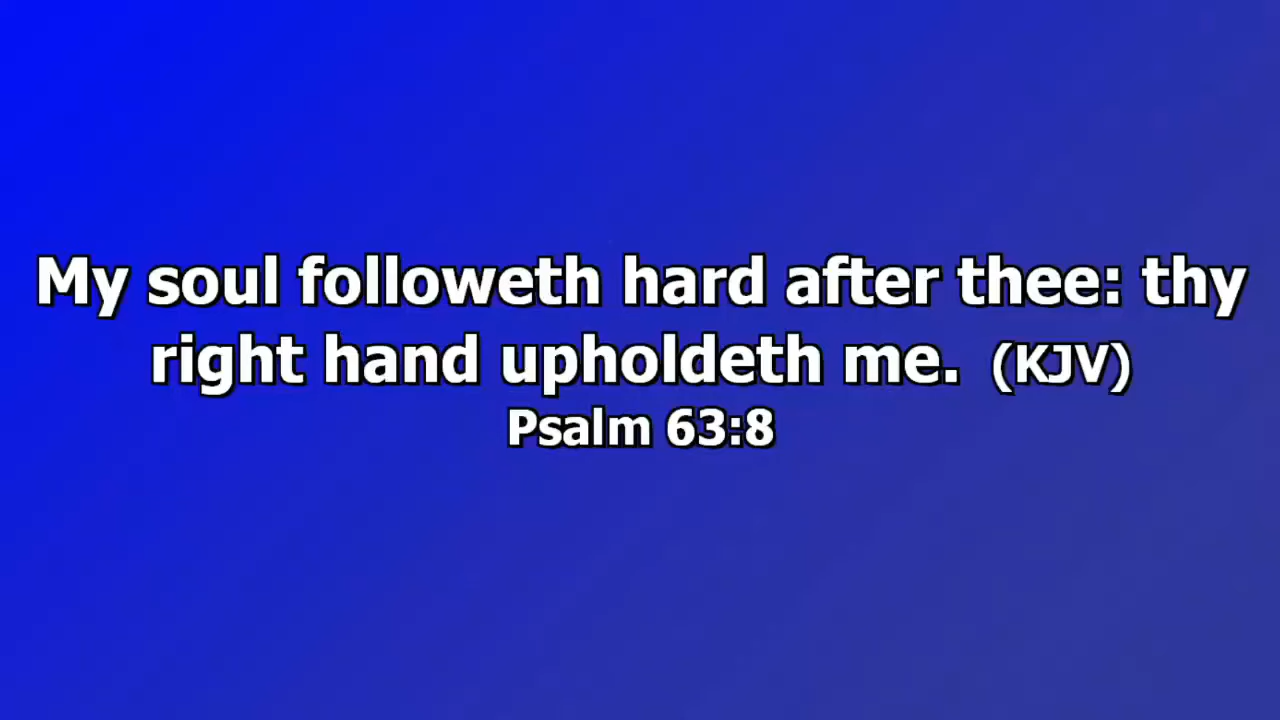 My soul followeth hard after thee: thy
right hand upholdeth me. (KJV)
Psalm 63:8